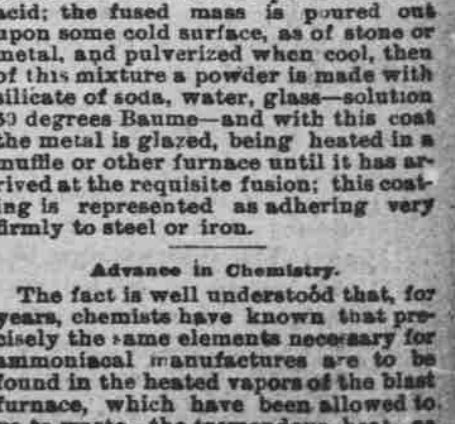 acid; the fused mass is poured out
upon some cold surface, as of stone or
metal, and pulverized when cool, then
of this mixture a powder is made with
silicate of soda, water, glass—solution
30 degrees Baume—and with this coat
the metal is glazed, being heated in a
muffle or other furnace until it has ar-
rived at the requisite fusion; this coat-
ing is represented as adhering very
firmly to steel or iron.
Advance in Chemistry.
The fact is well understood that, for
years, chemists have known that pre-
cisely the same elements necessary for
ammoniacal manufactures are to be
found in the heated vapors of the blast
furnace, which have been allowed to